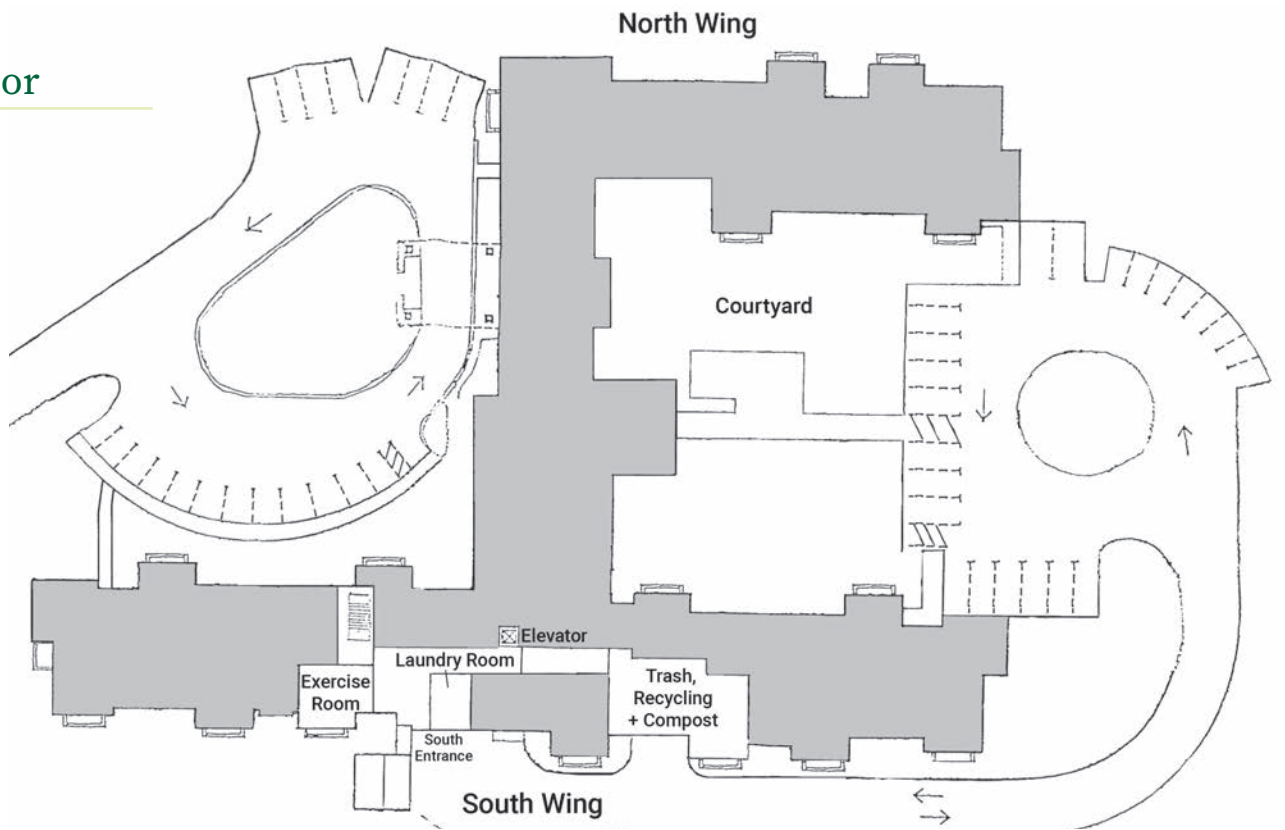 North Wing
or
Courtyard
Elevator
Laundry Room
Exercise
Room
Trash,
Recycling
+ Compost
South
Entrance
South Wing